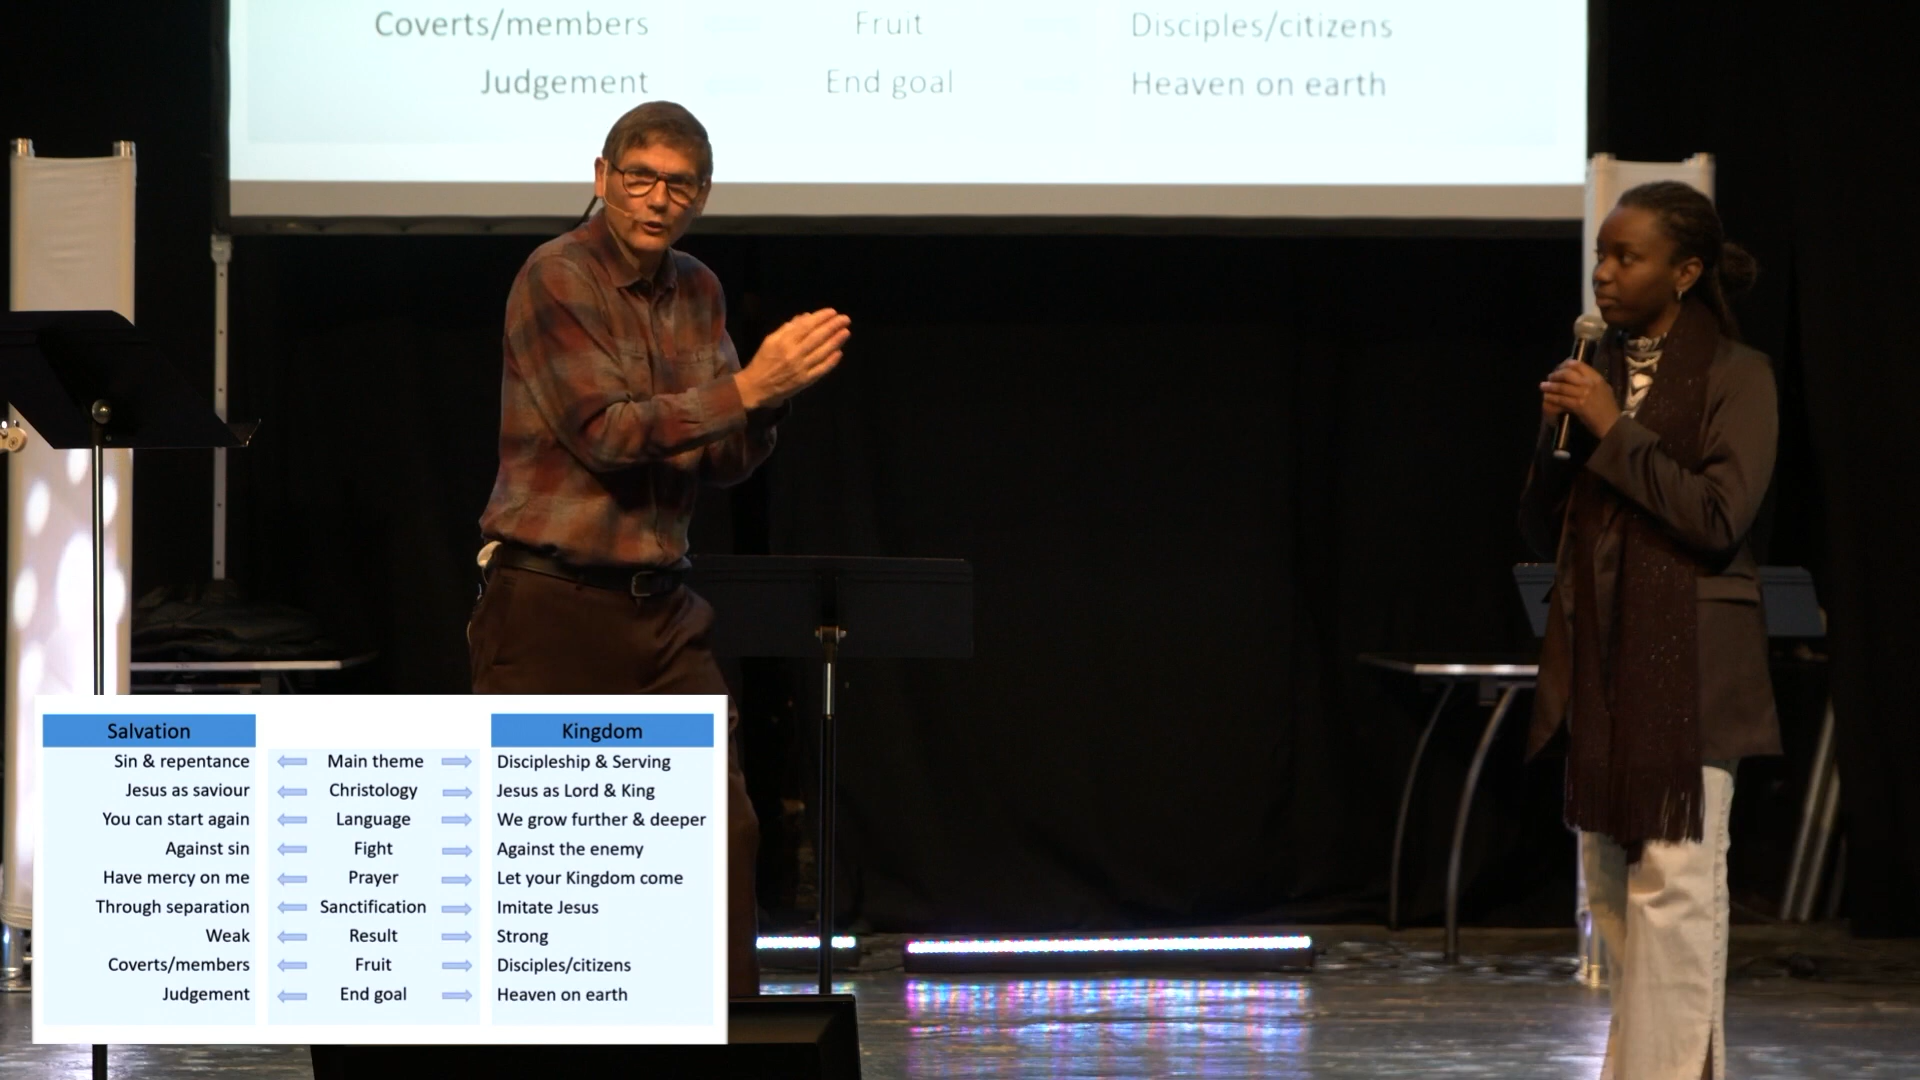 Coverts/members Fruit Disciples/citizens
Judgement End goal Heaven on earth
Salvation Kingdom
Sin & repentance Main theme Discipleship & Serving
Jesus as saviour Christology Jesus as Lord & King
You can start again Language We grow further & deeper
Against sin Fight Against the enemy
Have mercy on me Prayer Let your Kingdom come
Through separation Sanctification Imitate Jesus
Weak Result Strong
Coverts/members Fruit Disciples/citizens
Judgement End goal Heaven on earth